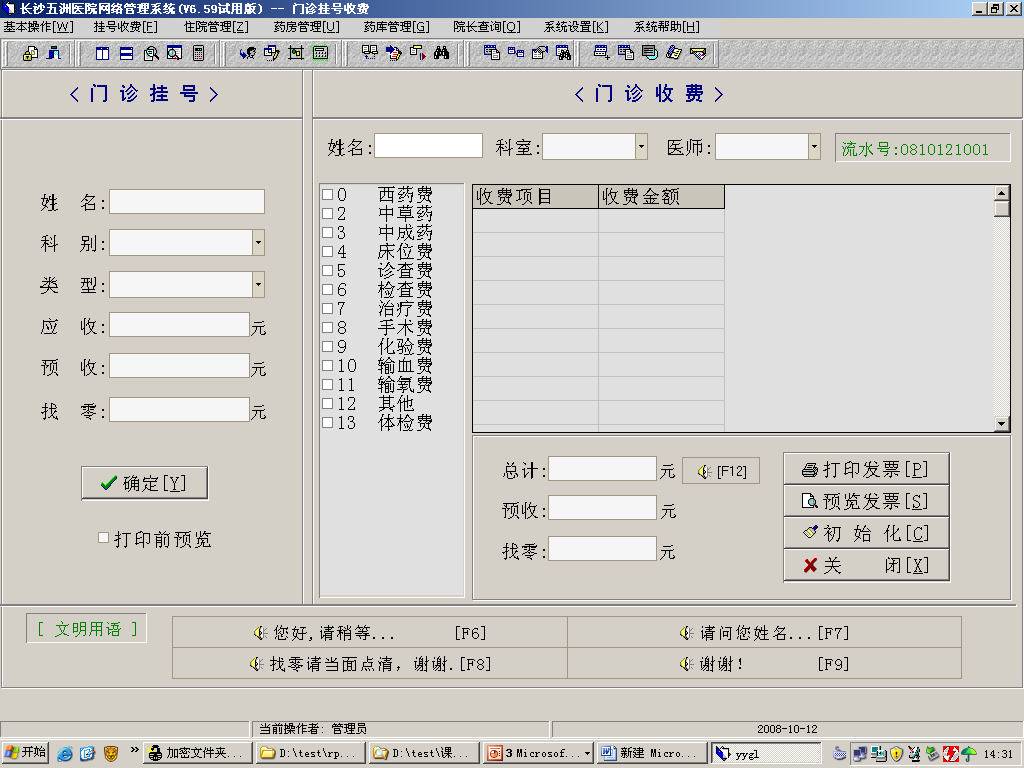 长沙五洲医院网络管理系统(V6.59试用版) -- 门诊挂号收费
基本操作[W] 挂号收费[F] 住院管理[Z] 药房管理[U] 药库管理[G] 院长查询[Q] 系统设置[K] 系统帮助[H]
<门诊挂号>
姓 名:
科 别:
类 型:
应 收: 元
预 收: 元
找 零: 元
确定[Y]
打印前预览
<门诊收费>
姓名: 科室: 医师: 流水号:0810121001
0 西药费
2 中草药
3 中成药
4 床位费
5 诊查费
6 检查费
7 治疗费
8 手术费
9 化验费
10 输血费
11 输氧费
12 其他
13 体检费
收费项目 收费金额
总计: 元 [F12]
预收: 元
找零: 元
打印发票[P]
预览发票[S]
初 始 化[C]
关 闭[X]
[ 文明用语 ]
您好,请稍等... [F6] 请问您姓名...[F7]
找零请当面点清，谢谢.[F8] 谢谢！ [F9]
当前操作者: 管理员 2008-10-12
开始 » 加密文件夹... D:\test\rp... D:\test\课... 3 Microsof... 新建 Micro... yygl 14:31